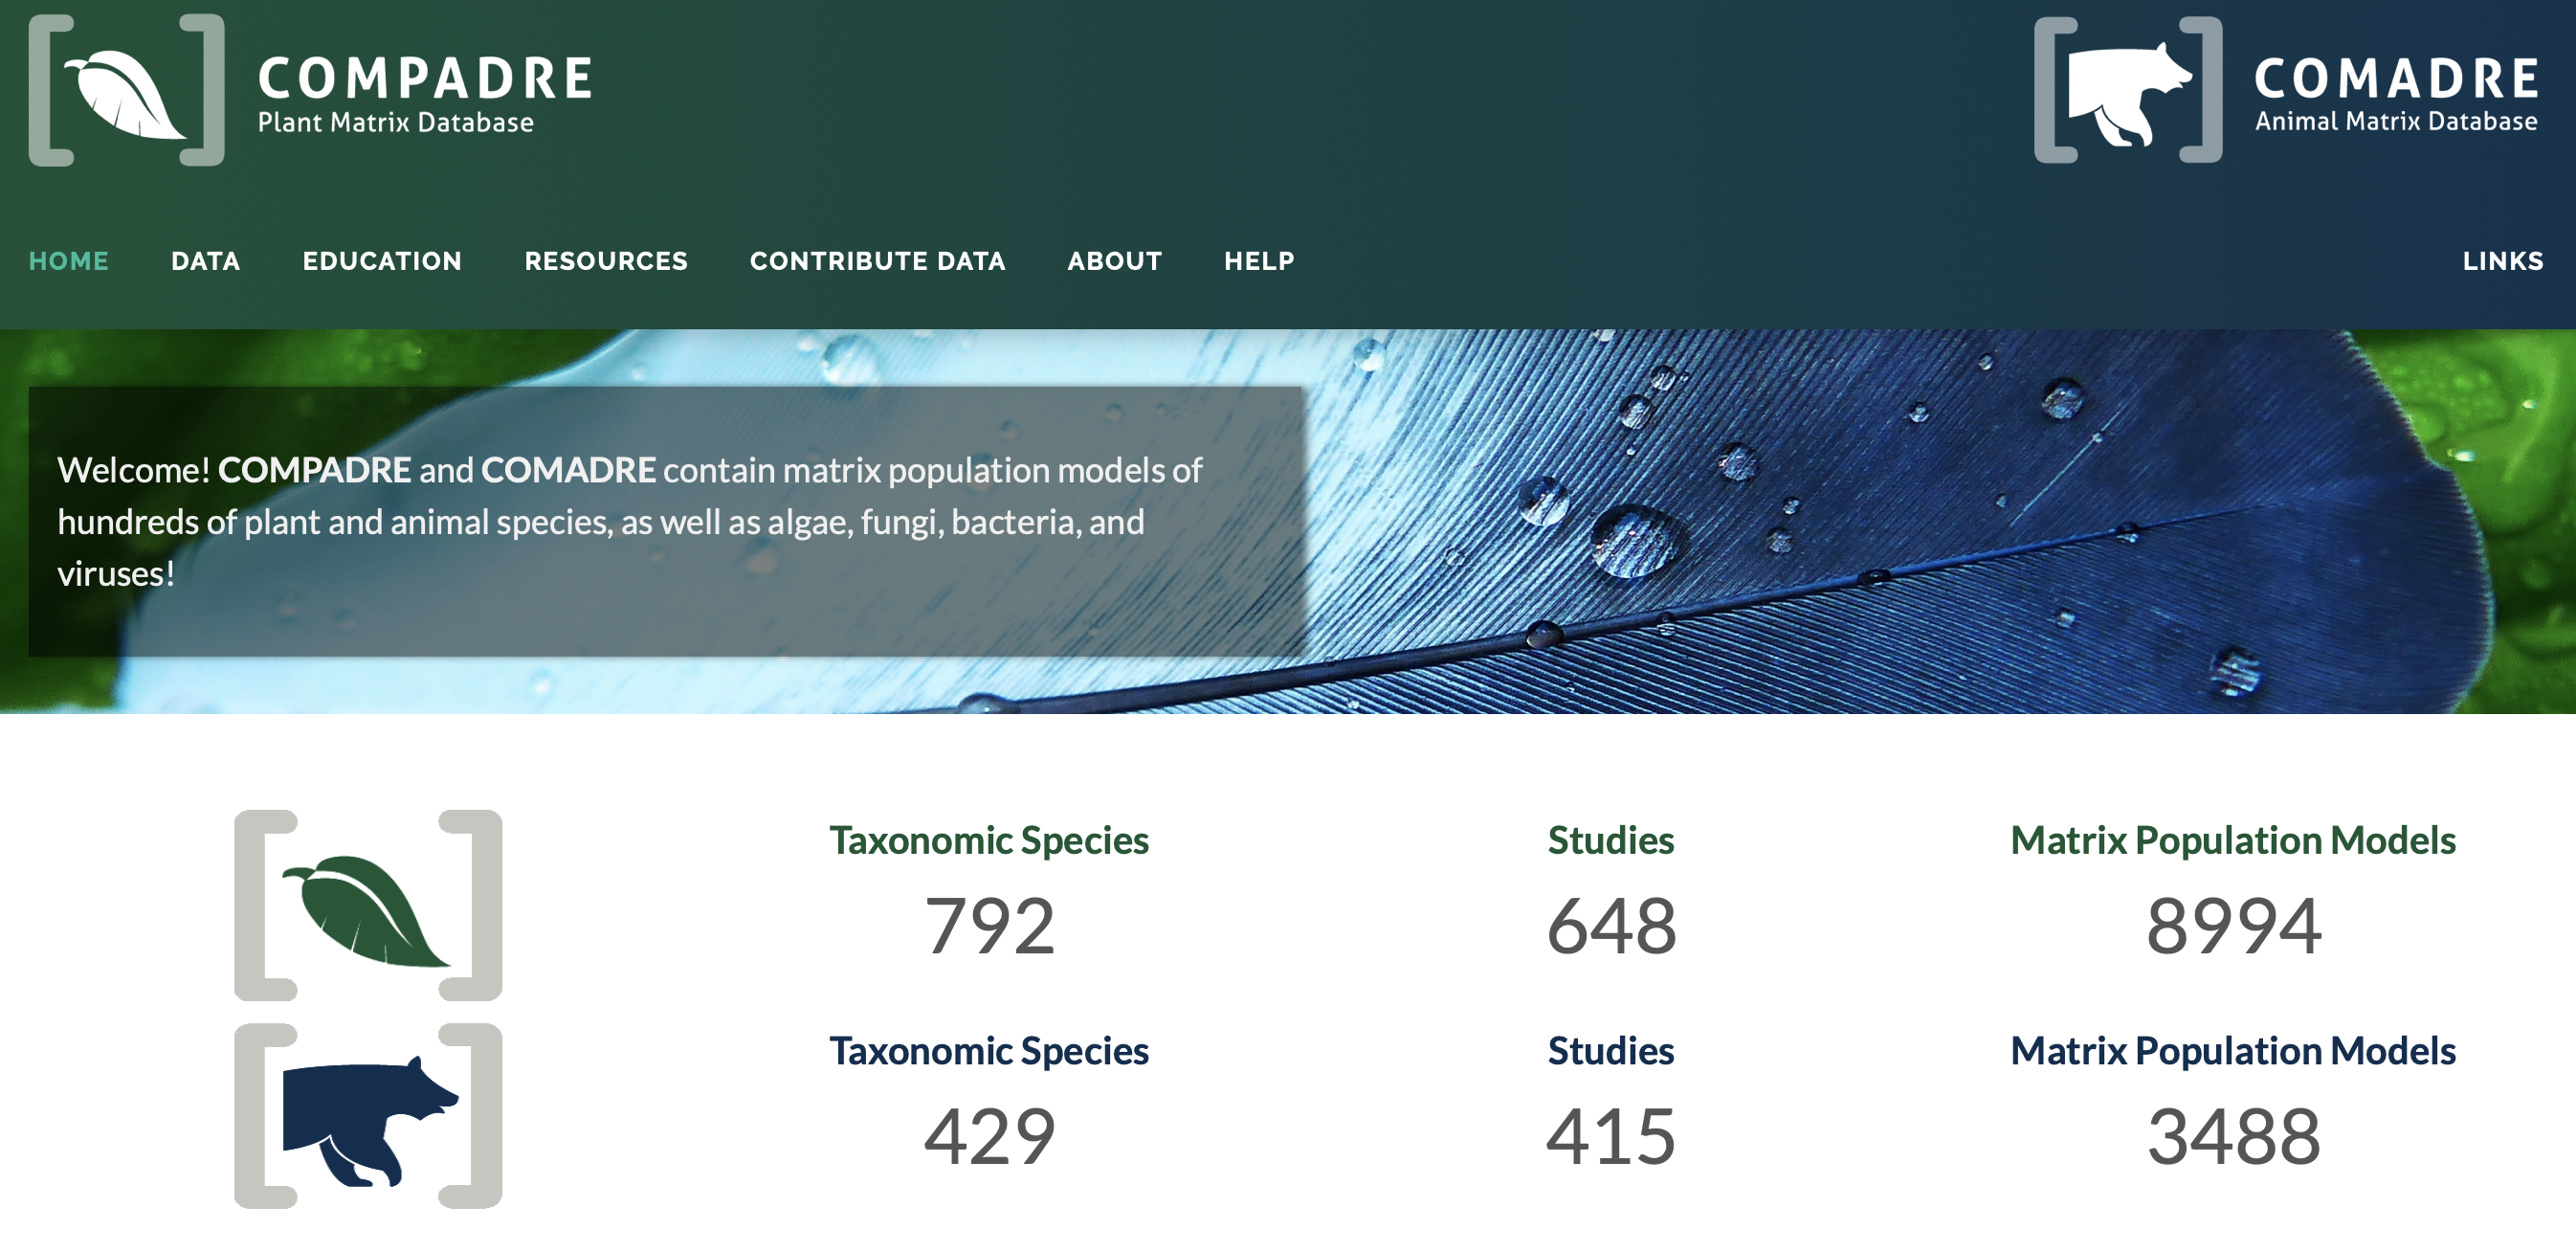 COMPADRE
Plant Matrix Database
COMADRE
Animal Matrix Database
HOME DATA EDUCATION RESOURCES CONTRIBUTE DATA ABOUT HELP LINKS
Welcome! COMPADRE and COMADRE contain matrix population models of
hundreds of plant and animal species, as well as algae, fungi, bacteria, and
viruses!
Taxonomic Species Studies Matrix Population Models
792 648 8994
Taxonomic Species Studies Matrix Population Models
429 415 3488